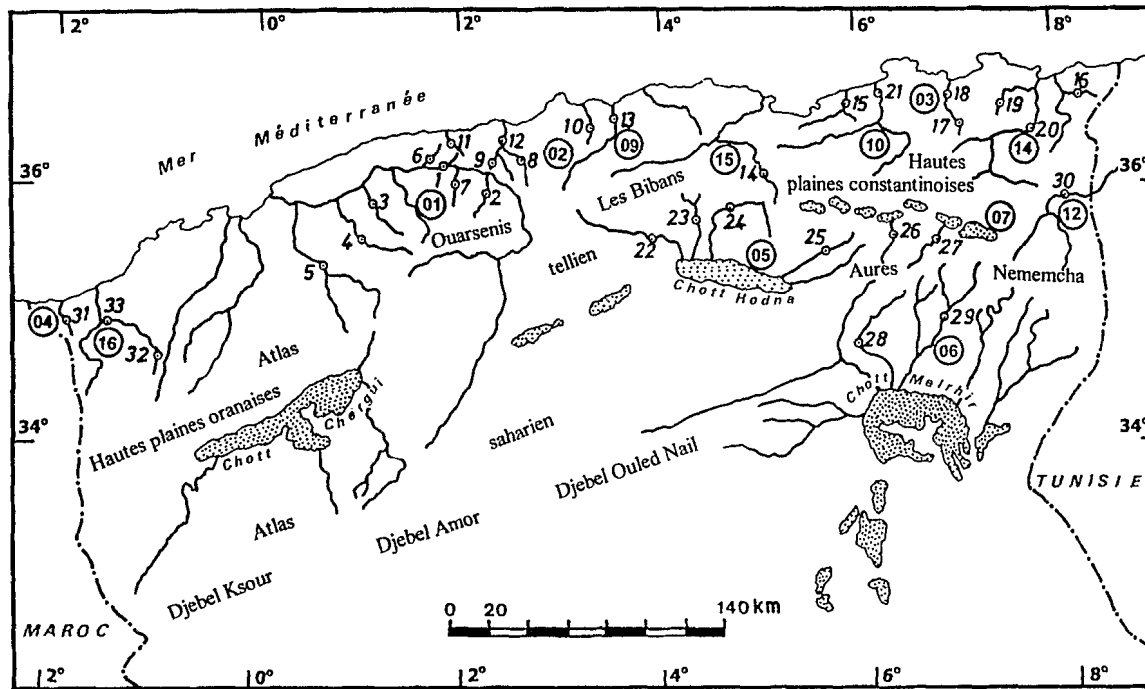 2° 0° 2° 4° 6° 8°
Mer Méditerranée
36° 36°
34° 34°
16
15 21 03 18 19
17 20
10 14
Hautes
plaines constantinoises
11 12 10 13
6 9 8 02 09
7 2
3 01
4 Ouarsenis
5
Les Bibans
15
14
30
12
07
23 24
22
05
25
26
27
tellien
Chott Hodna
Aures
Nememcha
04 31 33
16
32
28
29
06
Atlas
Hautes plaines oranaises
Chott Chergui
Chott Melrhir
saharien
Djebel Ouled Nail
TUNISIE
Atlas
Djebel Amor
Djebel Ksour
MAROC
0 20 140 km
2° 0° 2° 4° 6° 8°